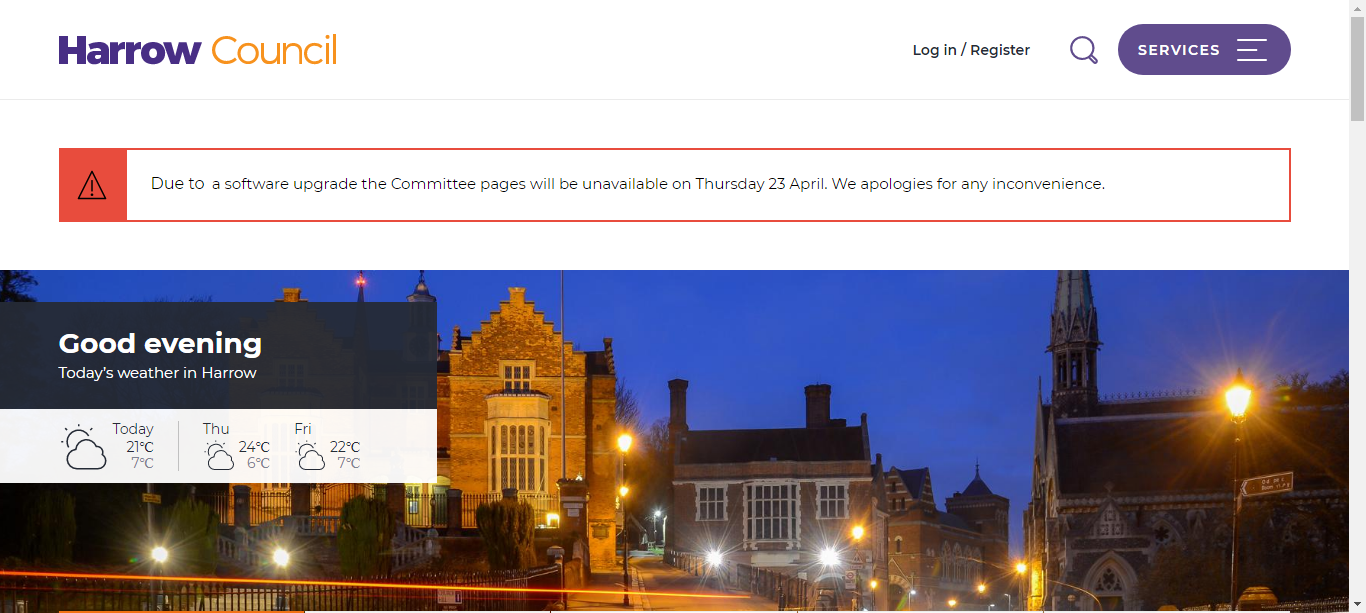 Harrow Council
Log in / Register
SERVICES
Due to a software upgrade the Committee pages will be unavailable on Thursday 23 April. We apologies for any inconvenience.
Good evening
Today's weather in Harrow
Today
21°C
7°C
Thu
24°C
6°C
Fri
22°C
7°C